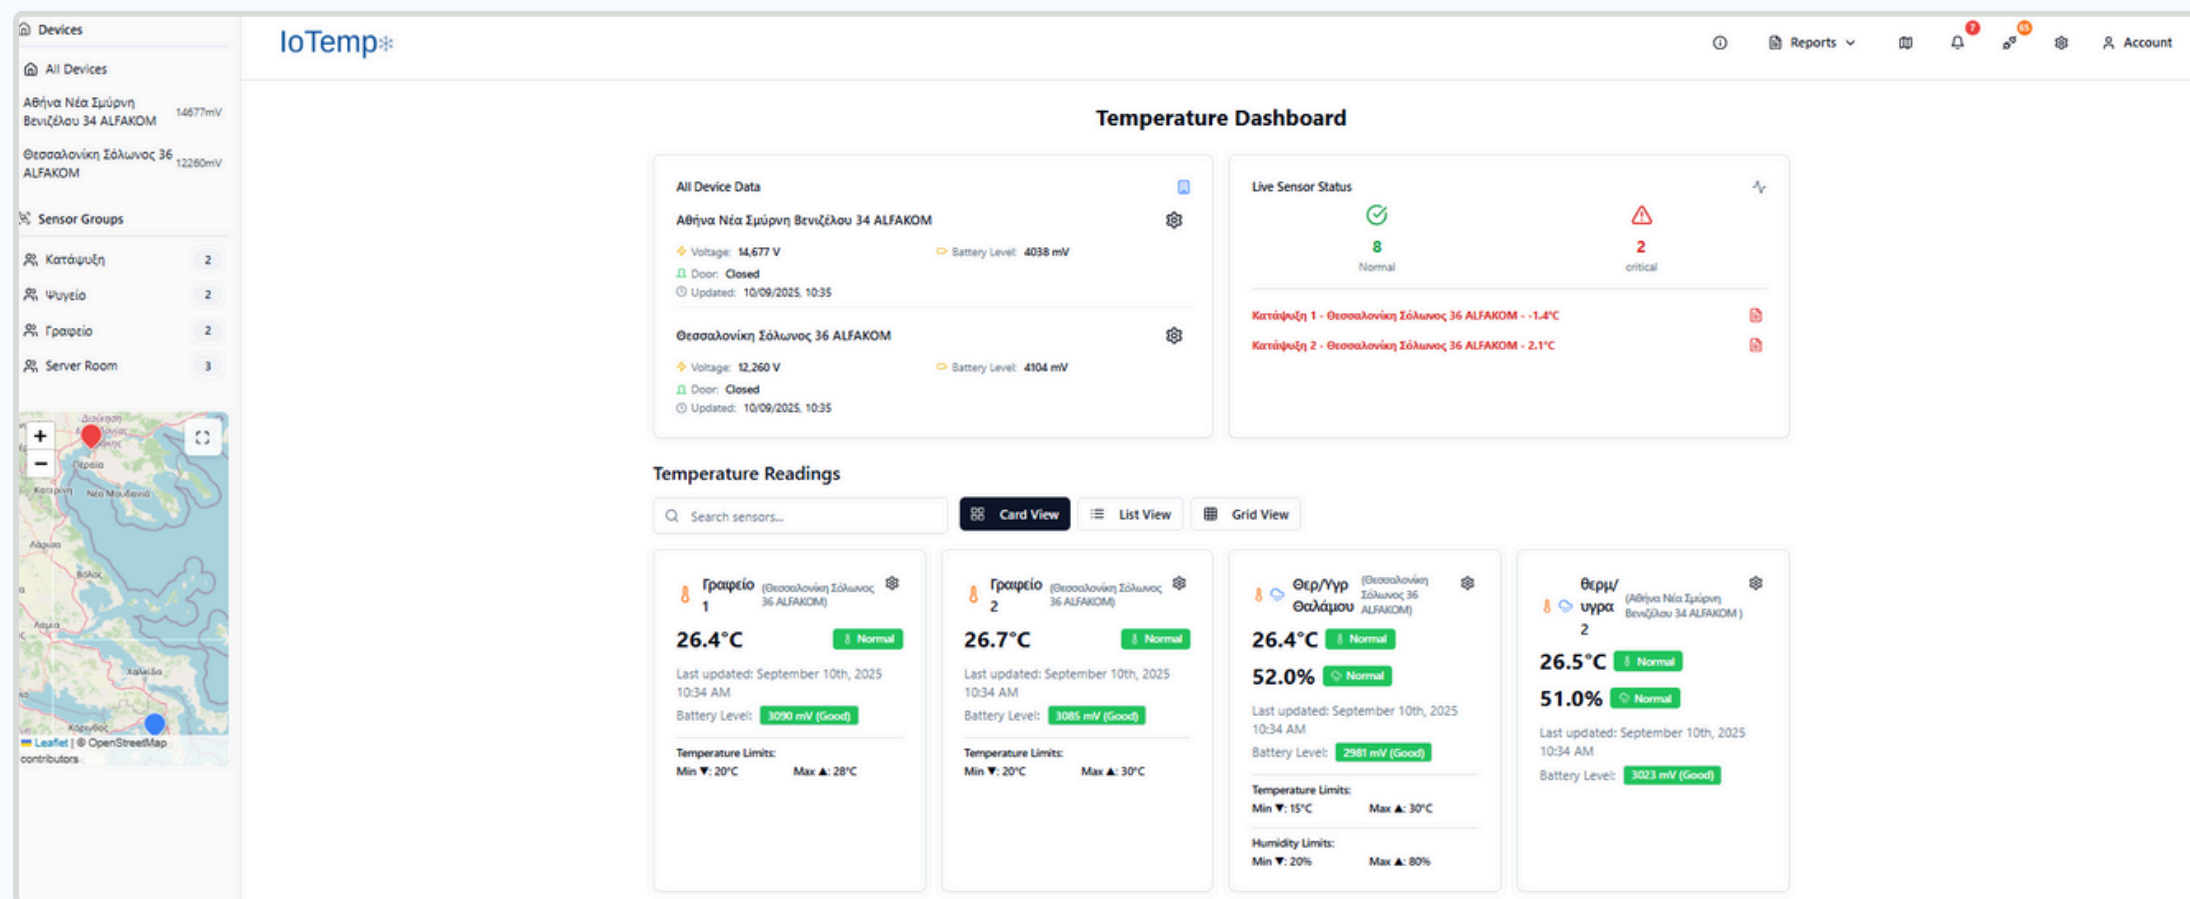 Devices
All Devices
Αθήνα Νέα Σμύρνη
Βενιζέλου 34 ALFAKOM
14677mV
Θεσσαλονίκη Σόλωνος 36
ALFAKOM
12260mV
Sensor Groups
Κατάψυξη 2
Ψυγείο 2
Γραφείο 2
Server Room 3
+
−
Περαία
Κατερίνη
Νέα Μουδανιά
Λάρισα
Βόλος
Λαμία
Χαλκίδα
Κόρινθος
Leaflet | © OpenStreetMap
contributors
IoTemp
Reports
7
65
Account
Temperature Dashboard
All Device Data
Αθήνα Νέα Σμύρνη Βενιζέλου 34 ALFAKOM
Voltage: 14,677 V Battery Level: 4038 mV
Door: Closed
Updated: 10/09/2025, 10:35
Θεσσαλονίκη Σόλωνος 36 ALFAKOM
Voltage: 12,260 V Battery Level: 4104 mV
Door: Closed
Updated: 10/09/2025, 10:35
Live Sensor Status
8 2
Normal critical
Κατάψυξη 1 - Θεσσαλονίκη Σόλωνος 36 ALFAKOM - -1.4°C
Κατάψυξη 2 - Θεσσαλονίκη Σόλωνος 36 ALFAKOM - 2.1°C
Temperature Readings
Search sensors...
Card View
List View
Grid View
Γραφείο
1
(Θεσσαλονίκη Σόλωνος
36 ALFAKOM)
26.4°C Normal
Last updated: September 10th, 2025
10:34 AM
Battery Level: 3090 mV (Good)
Temperature Limits:
Min ▼: 20°C Max ▲: 28°C
Γραφείο
2
(Θεσσαλονίκη Σόλωνος
36 ALFAKOM)
26.7°C Normal
Last updated: September 10th, 2025
10:34 AM
Battery Level: 3085 mV (Good)
Temperature Limits:
Min ▼: 20°C Max ▲: 30°C
Θερ/Υγρ
Θαλάμου
(Θεσσαλονίκη
Σόλωνος 36
ALFAKOM)
26.4°C Normal
52.0% Normal
Last updated: September 10th, 2025
10:34 AM
Battery Level: 2981 mV (Good)
Temperature Limits:
Min ▼: 15°C Max ▲: 30°C
Humidity Limits:
Min ▼: 20% Max ▲: 80%
θερμ/
υγρα
2
(Αθήνα Νέα Σμύρνη
Βενιζέλου 34 ALFAKOM )
26.5°C Normal
51.0% Normal
Last updated: September 10th, 2025
10:34 AM
Battery Level: 3023 mV (Good)